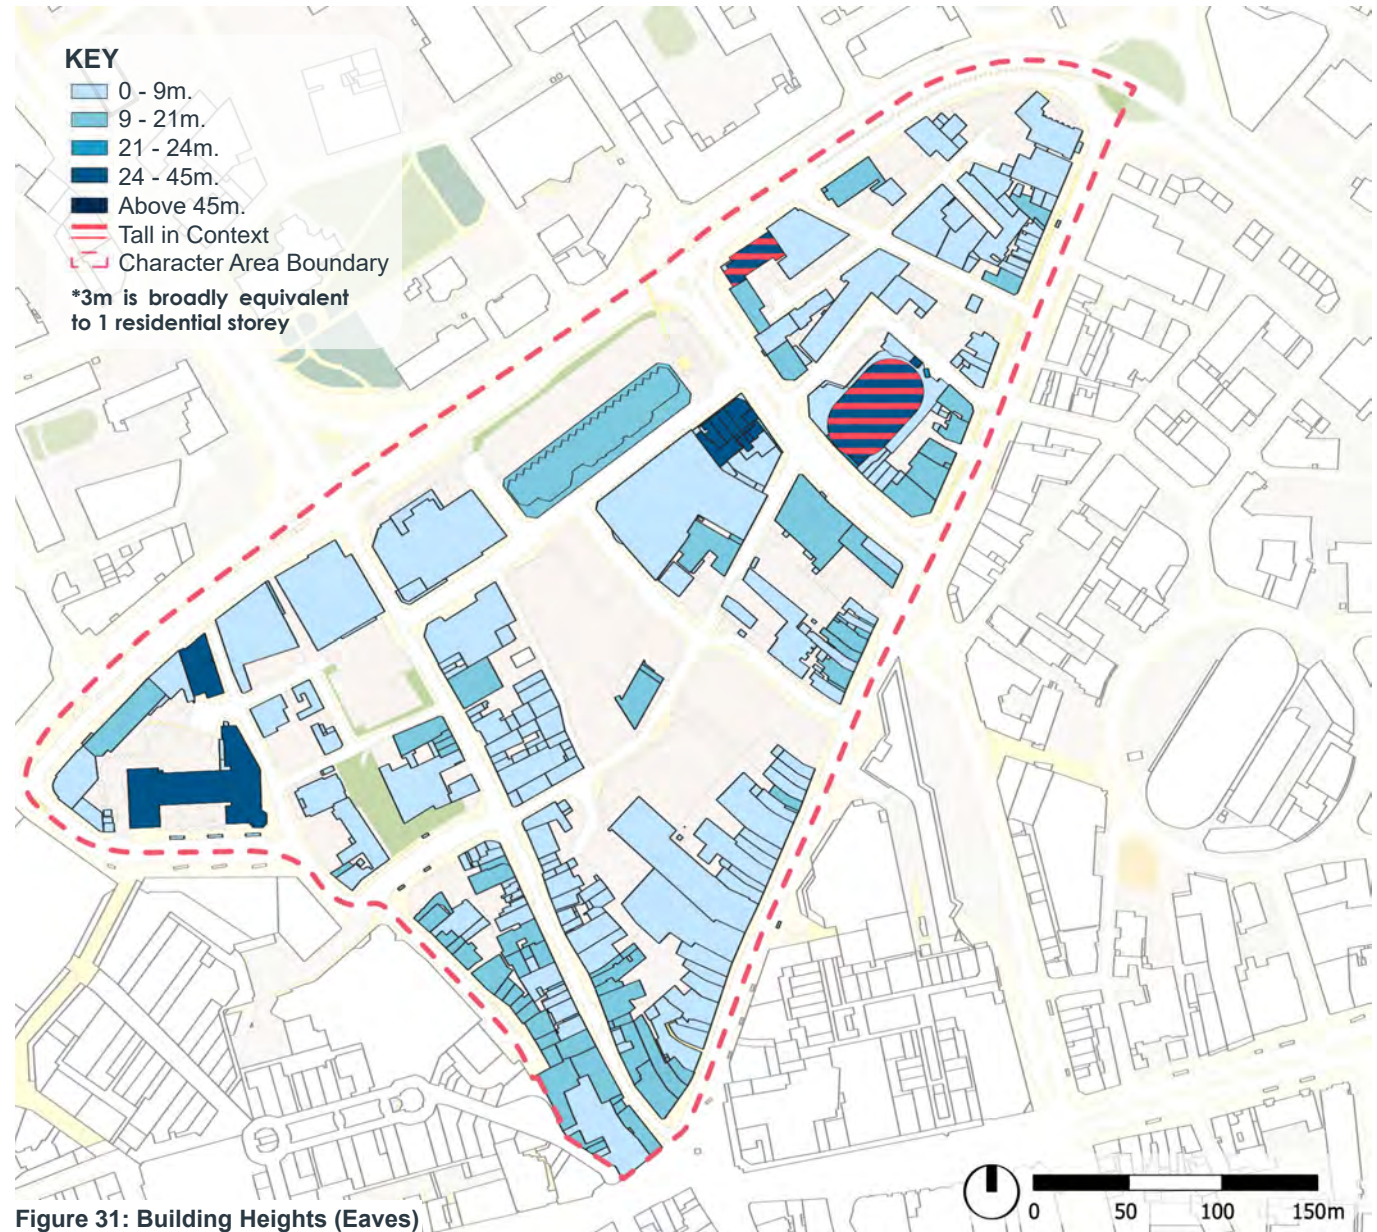 KEY
0 - 9m.
9 - 21m.
21 - 24m.
24 - 45m.
Above 45m.
Tall in Context
Character Area Boundary
*3m is broadly equivalent
to 1 residential storey
0 50 100 150m
Figure 31: Building Heights (Eaves)